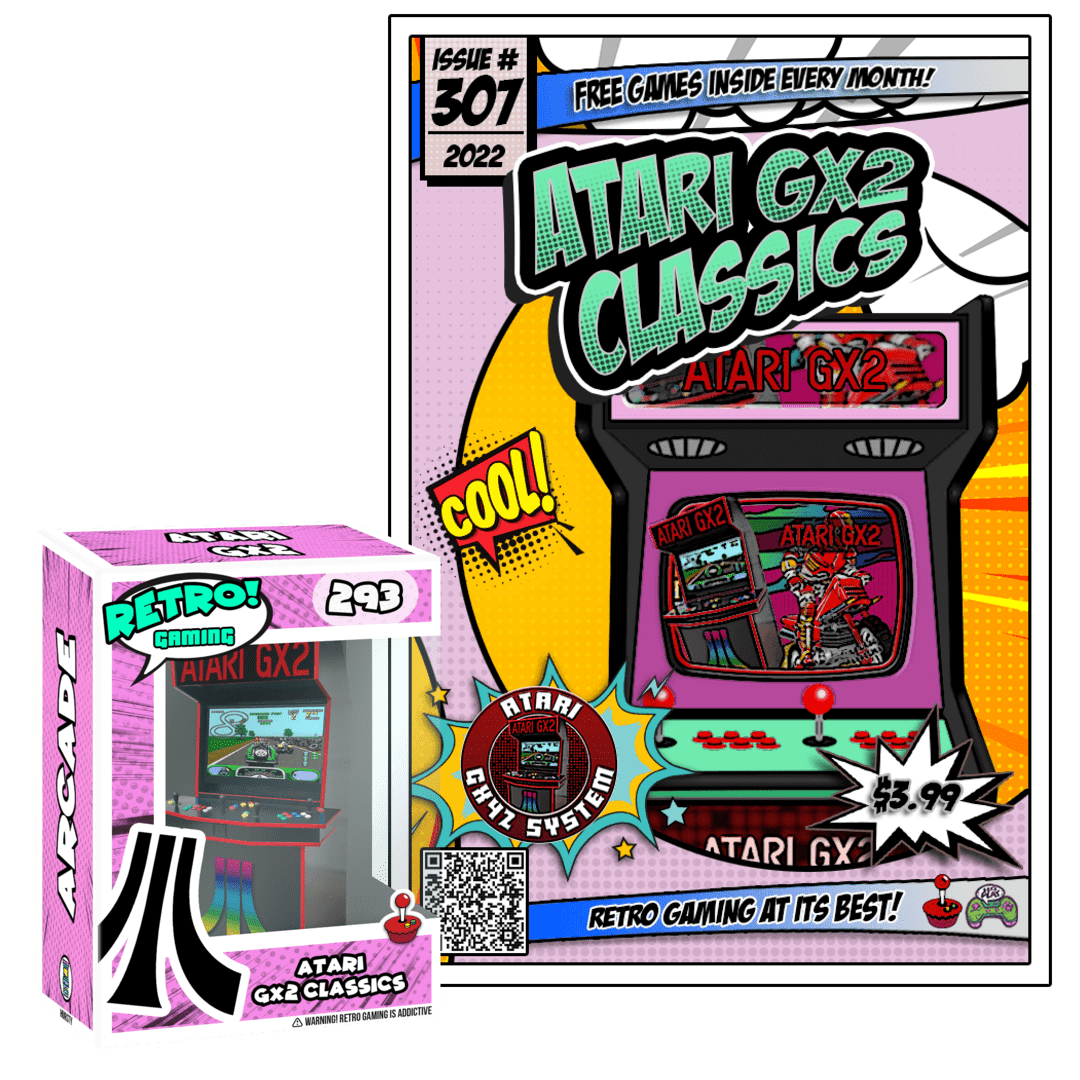 ISSUE #
307
2022
FREE GAMES INSIDE EVERY MONTH!
ATARI GX2
CLASSICS
ATARI GX2
COOL!
ATARI GX2
ATARI GX2
ATARI
ATARI GX2
GX42 SYSTEM
$3.99
ATARI GX2
RETRO GAMING AT ITS BEST!
ATARI
GX2
RETRO!
GAMING
293
ARCADE
ATARI GX2
ATARI
GX2 CLASSICS
WARNING! RETRO GAMING IS ADDICTIVE